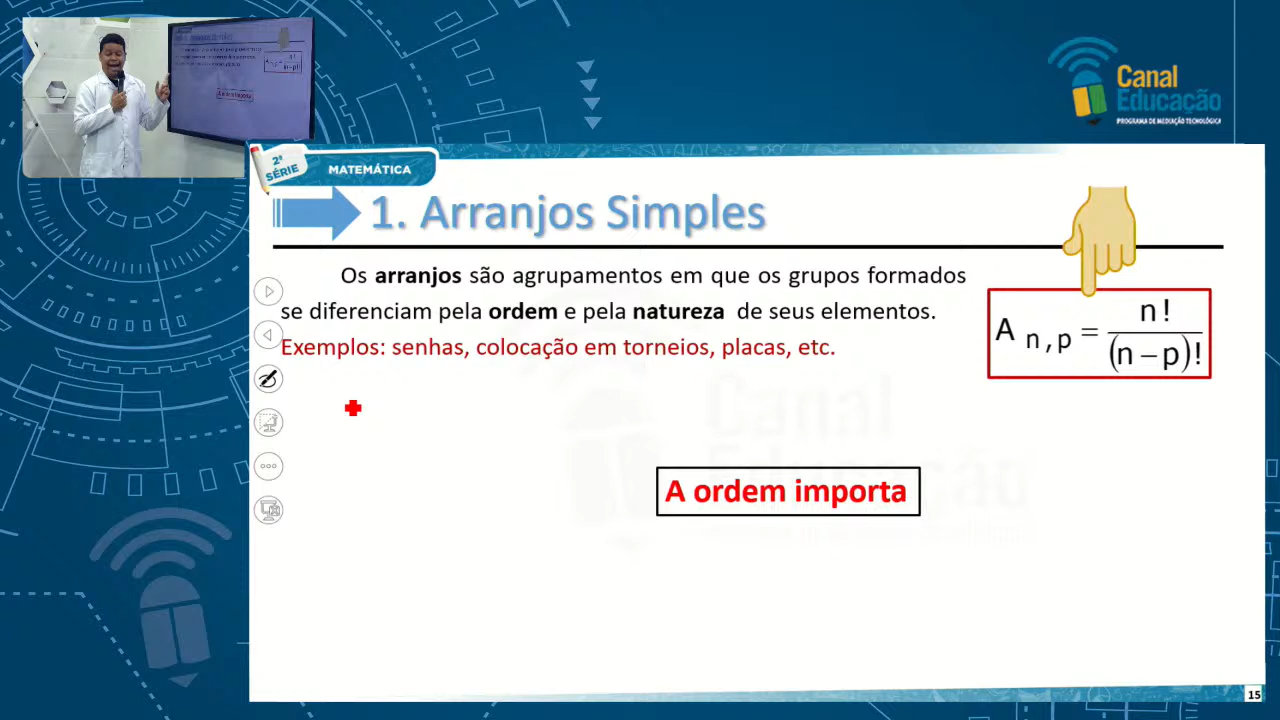 Canal
Educação
PROGRAMA DE MEDIAÇÃO TECNOLÓGICA
2ª
SÉRIE
MATEMÁTICA
1. Arranjos Simples
Os arranjos são agrupamentos em que os grupos formados
se diferenciam pela ordem e pela natureza de seus elementos.
Exemplos: senhas, colocação em torneios, placas, etc.
A n,p = n! / (n – p)!
Canal
Educação
A ordem importa
15